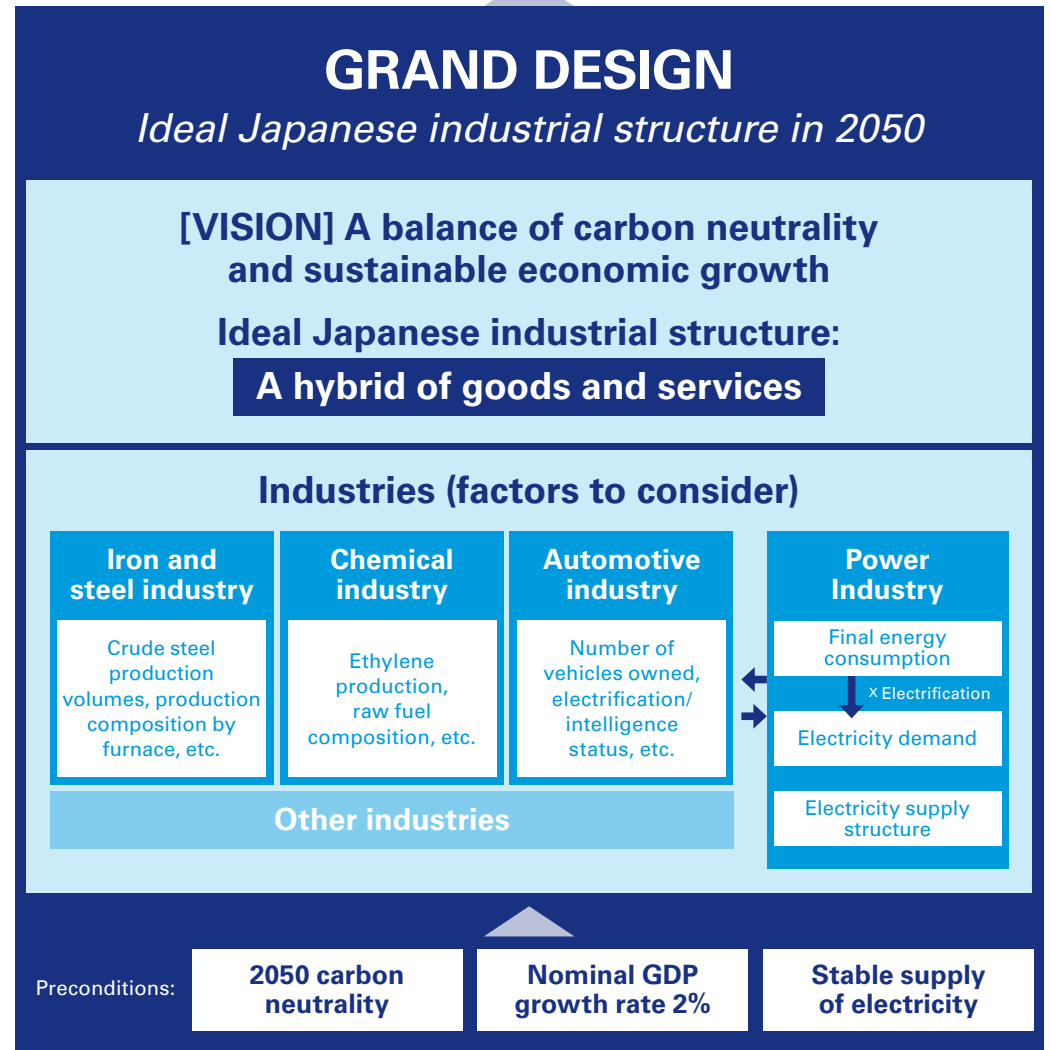 GRAND DESIGN
Ideal Japanese industrial structure in 2050
[VISION] A balance of carbon neutrality
and sustainable economic growth
Ideal Japanese industrial structure:
A hybrid of goods and services
Industries (factors to consider)
Iron and
steel industry
Crude steel
production
volumes, production
composition by
furnace, etc.
Chemical
industry
Ethylene
production,
raw fuel
composition, etc.
Automotive
industry
Number of
vehicles owned,
electrification/
intelligence
status, etc.
Other industries
Power
Industry
Final energy
consumption
x Electrification
Electricity demand
Electricity supply
structure
Preconditions:
2050 carbon
neutrality
Nominal GDP
growth rate 2%
Stable supply
of electricity